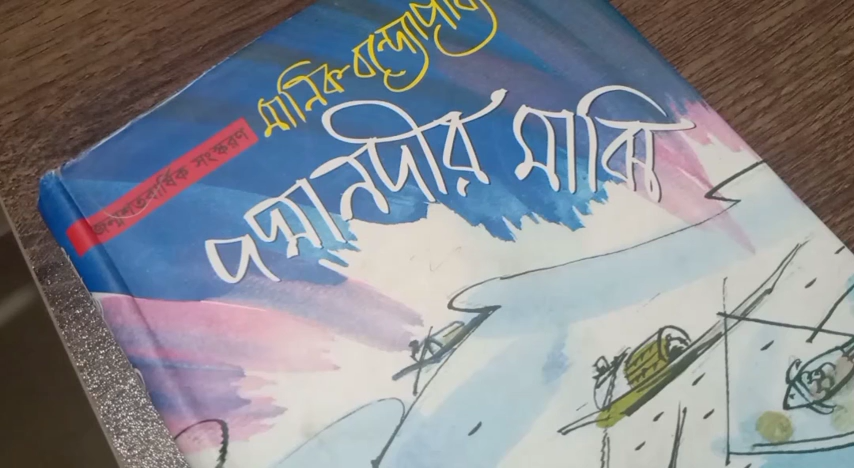 মানিক বন্দ্যোপাধ্যা
পদ্মানদীর মাঝি
জন্মশতবার্ষিক সংস্করণ